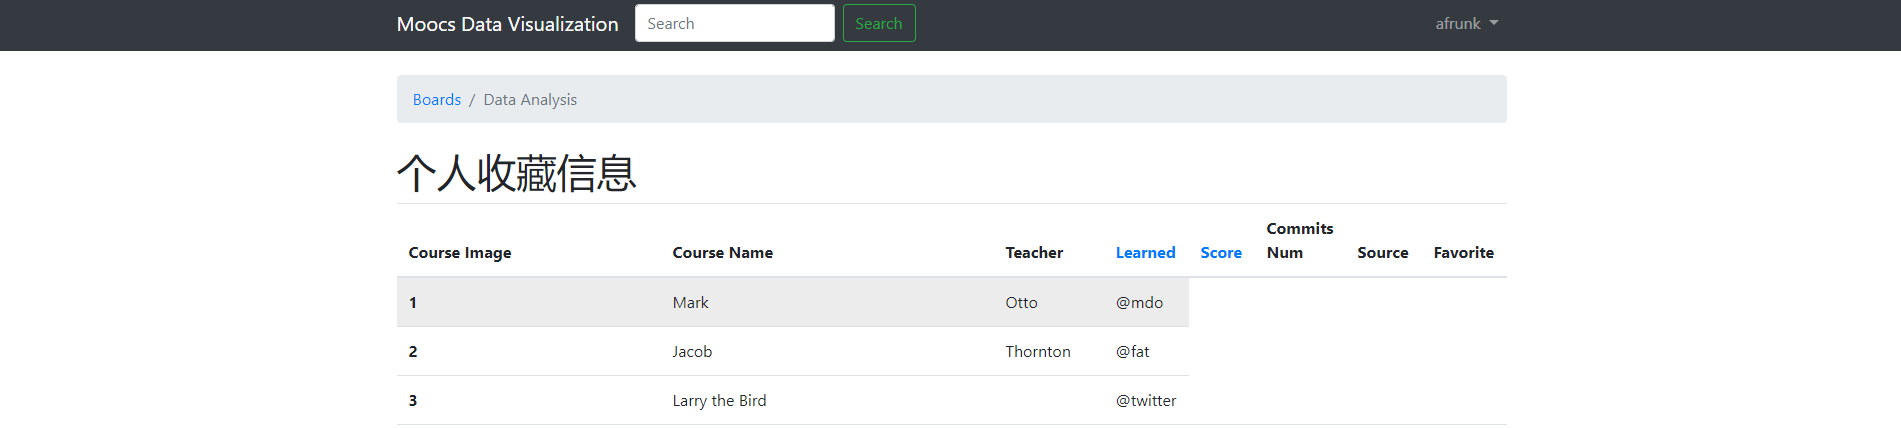 Moocs Data Visualization Search Search afrunk
Boards / Data Analysis
个人收藏信息
Course Image Course Name Teacher Learned Score Commits Num Source Favorite
1 Mark Otto @mdo
2 Jacob Thornton @fat
3 Larry the Bird @twitter